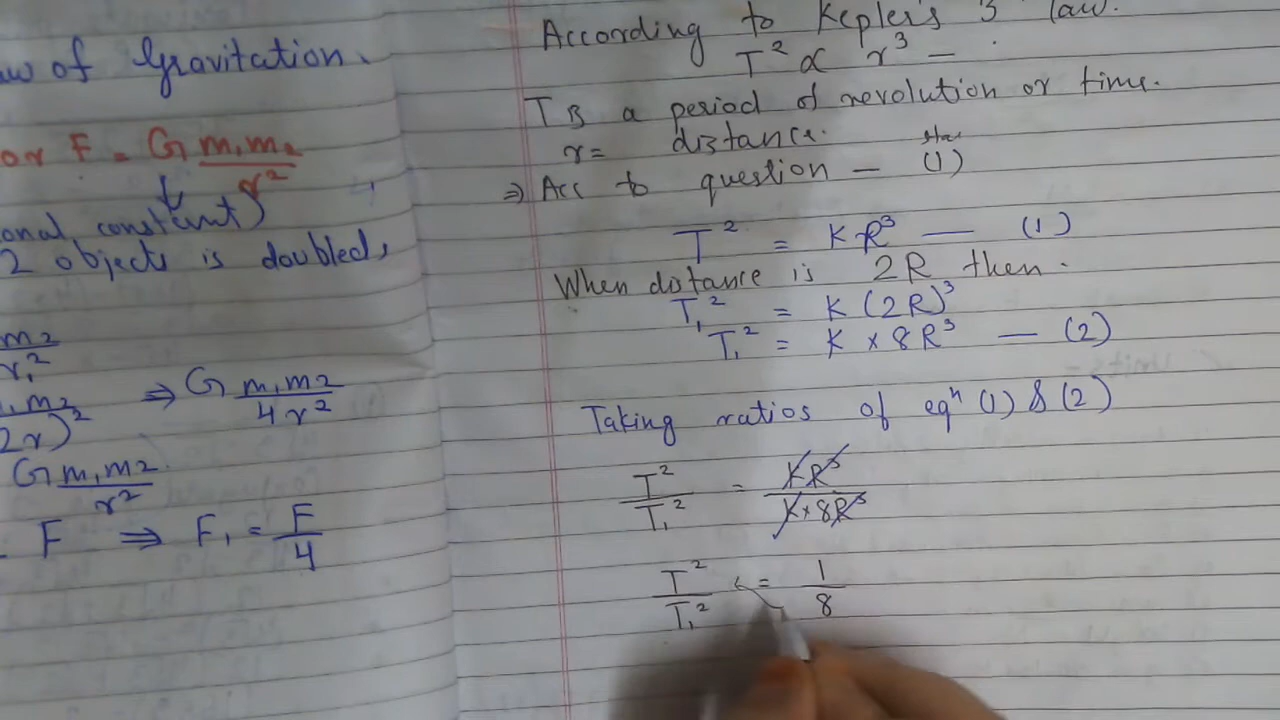 aw of Gravitation.
or F = G m₁m₂ / r²
onal constant)
2 objects is doubled,
m₂ / r₁²
m₂ / 2r)² ⇒ G m₁m₂ / 4r²
G m₁m₂ / r²
F ⇒ F₁ = F / 4
According to Kepler's 3 law.
T² ∝ r³ –
T is a period of revolution or time.
r = distance.
⇒ Acc to question — (1)
T² = KR³ — (1)
When distance is 2R then.
T₁² = K (2R)³
T₁² = K × 8R³ — (2)
Taking ratios of eqⁿ (1) & (2)
T² / T₁² = KR³ / K×8R³
T² / T₁² = 1 / 8